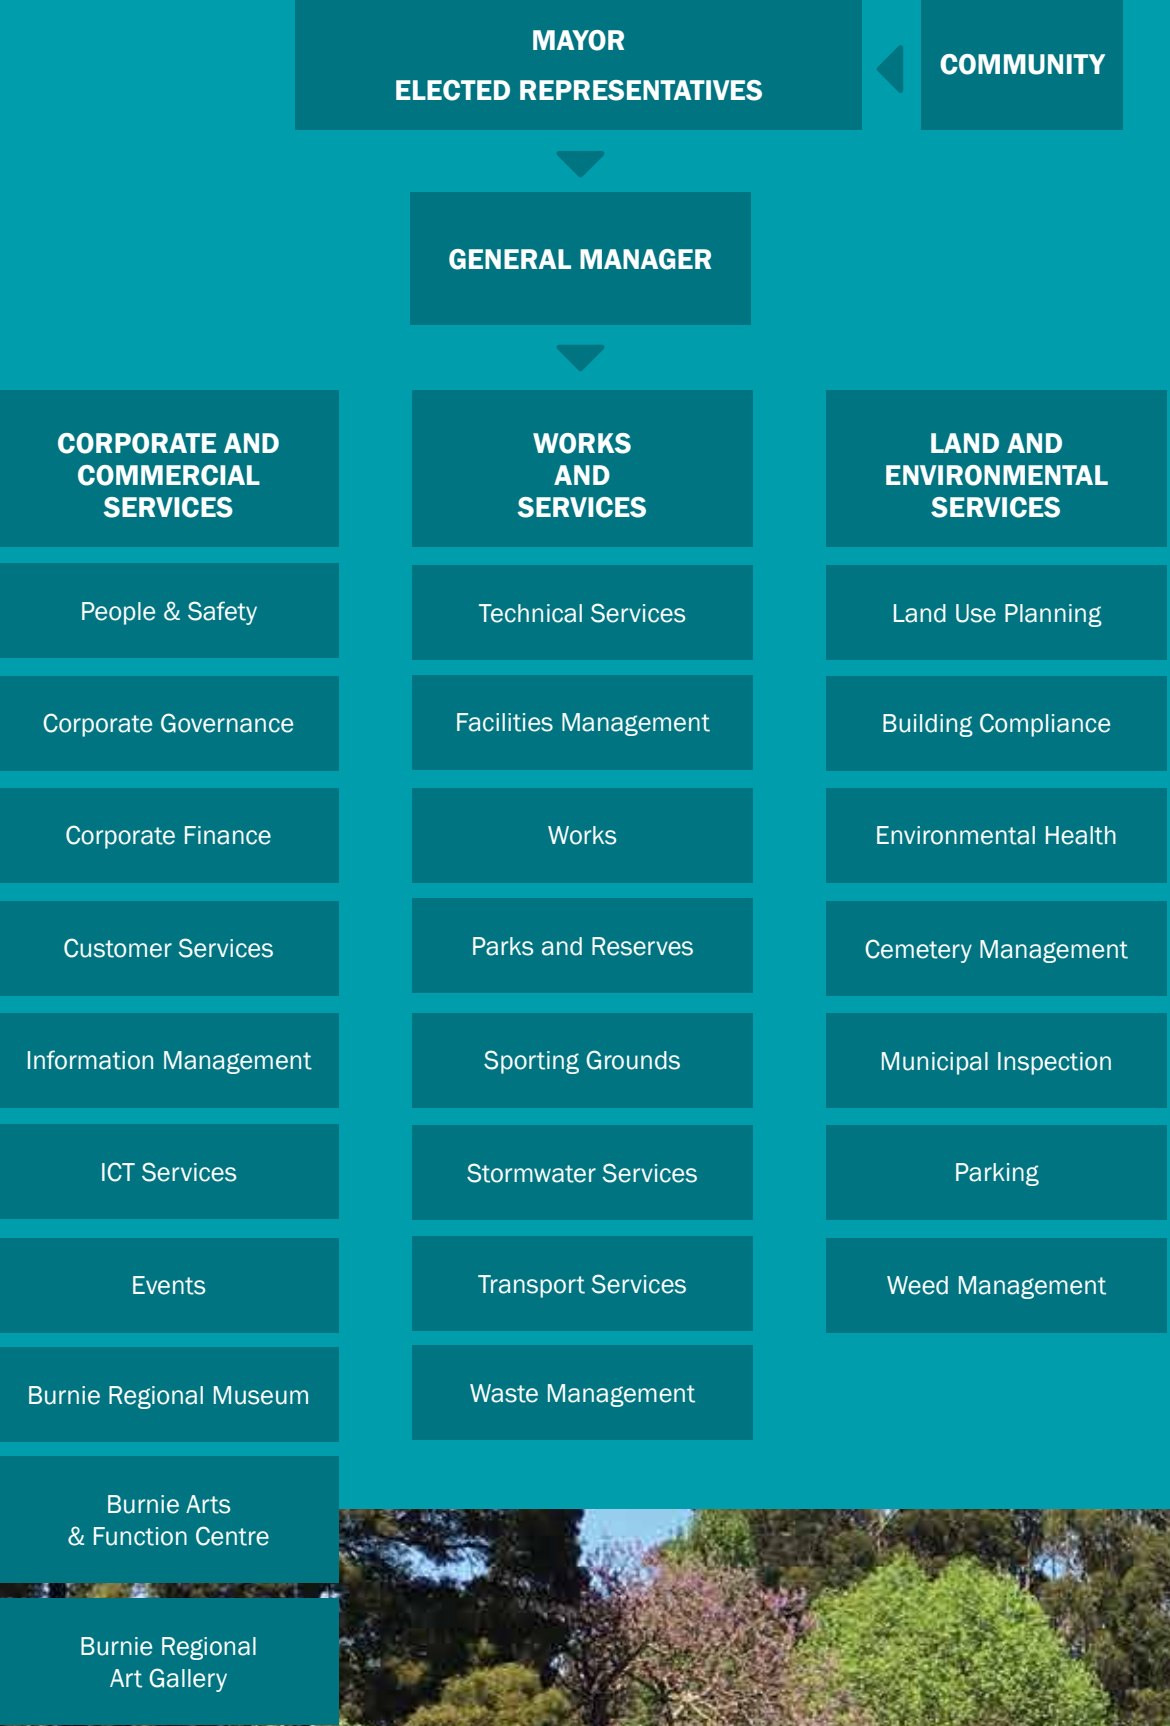 MAYOR
ELECTED REPRESENTATIVES
COMMUNITY
GENERAL MANAGER
CORPORATE AND
COMMERCIAL
SERVICES
People & Safety
Corporate Governance
Corporate Finance
Customer Services
Information Management
ICT Services
Events
Burnie Regional Museum
Burnie Arts
& Function Centre
Burnie Regional
Art Gallery
WORKS
AND
SERVICES
Technical Services
Facilities Management
Works
Parks and Reserves
Sporting Grounds
Stormwater Services
Transport Services
Waste Management
LAND AND
ENVIRONMENTAL
SERVICES
Land Use Planning
Building Compliance
Environmental Health
Cemetery Management
Municipal Inspection
Parking
Weed Management